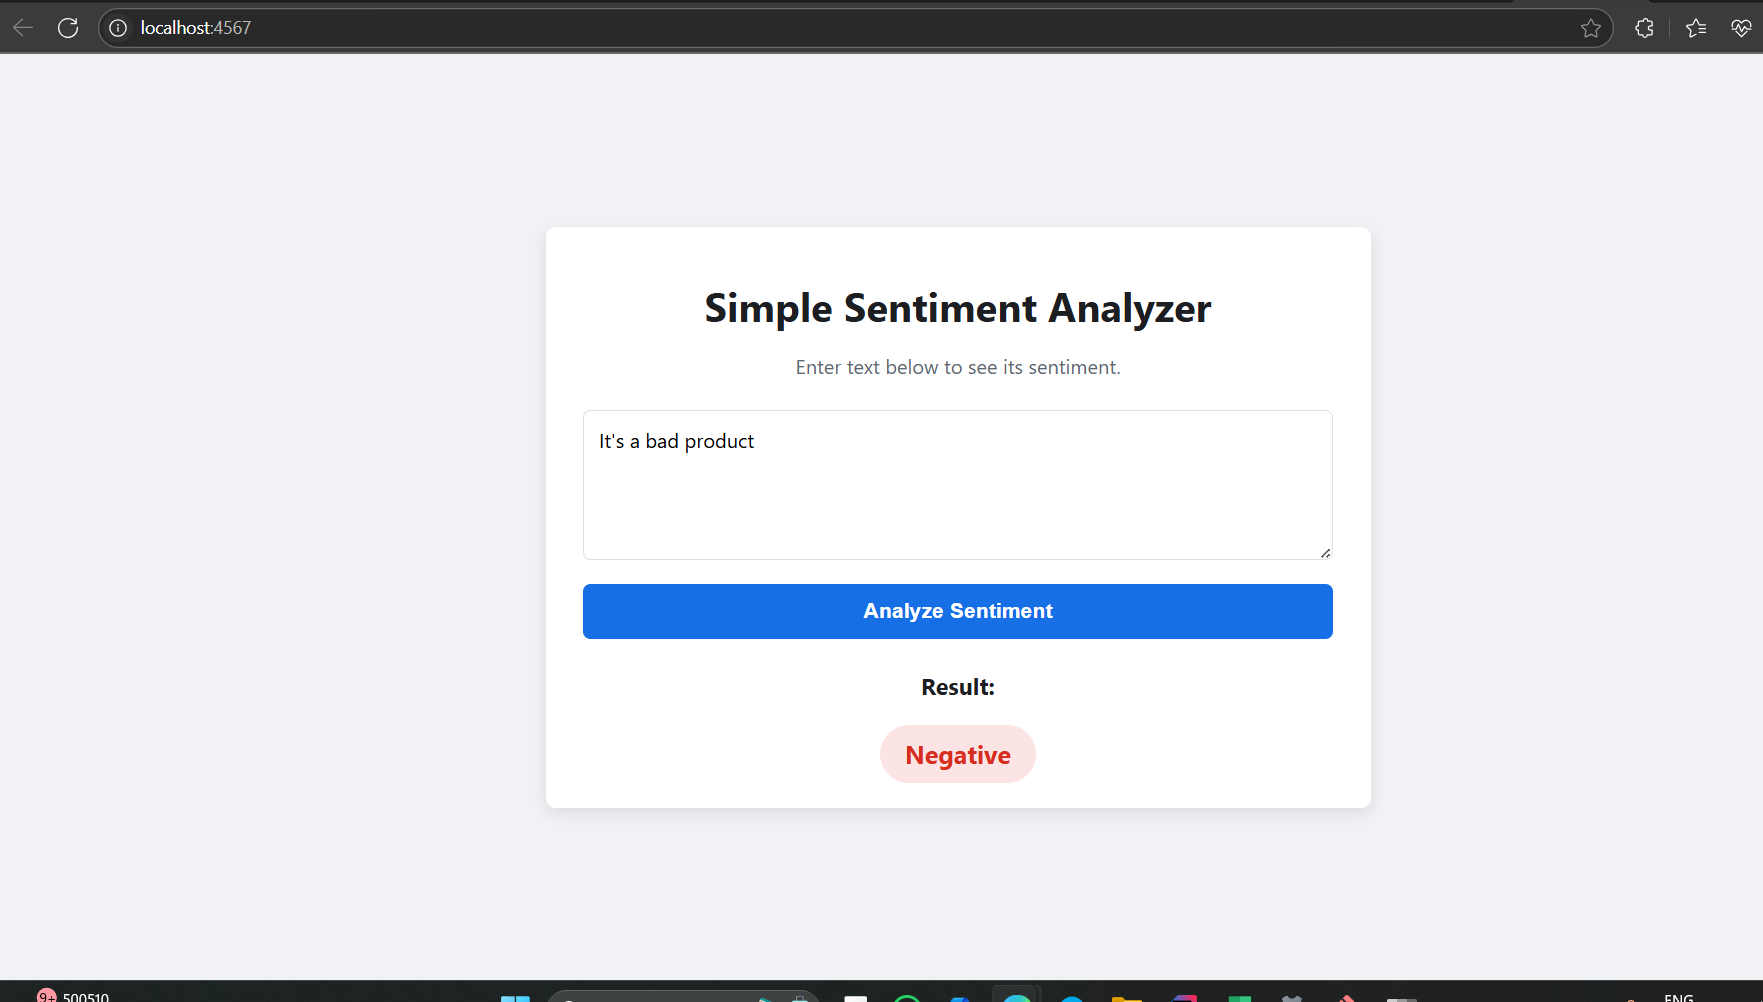 localhost:4567
Simple Sentiment Analyzer
Enter text below to see its sentiment.
It's a bad product
Analyze Sentiment
Result:
Negative
9+
500510
ENG